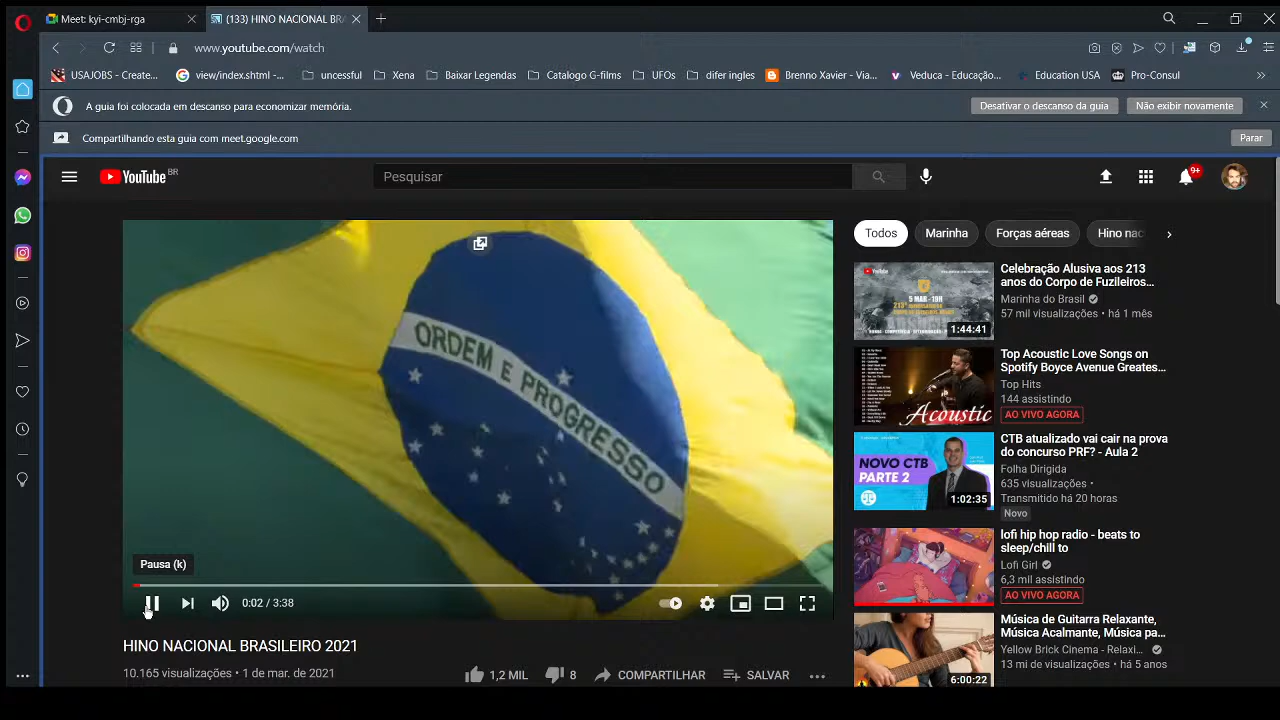 Meet: kyi-cmbj-rga
(133) HINO NACIONAL BR
www.youtube.com/watch
USAJOBS - Create...
view/index.shtml -...
uncessful
Xena
Baixar Legendas
Catalogo G-films
UFOs
difer ingles
Brenno Xavier - Via...
Veduca - Educação...
Education USA
Pro-Consul
A guia foi colocada em descanso para economizar memória.
Desativar o descanso da guia
Não exibir novamente
Compartilhando esta guia com meet.google.com
Parar
YouTube BR
Pesquisar
9+
ORDEM E PROGRESSO
Pausa (k)
0:02 / 3:38
HINO NACIONAL BRASILEIRO 2021
10.165 visualizações • 1 de mar. de 2021
1,2 MIL
8
COMPARTILHAR
SALVAR
Todos
Marinha
Forças aéreas
Hino nac
YouTube
5 MAR - 19H
1:44:41
Celebração Alusiva aos 213
anos do Corpo de Fuzileiros...
Marinha do Brasil
57 mil visualizações • há 1 mês
Acoustic
Top Acoustic Love Songs on
Spotify Boyce Avenue Greates...
Top Hits
144 assistindo
AO VIVO AGORA
NOVO CTB
PARTE 2
1:02:35
CTB atualizado vai cair na prova
do concurso PRF? - Aula 2
Folha Dirigida
635 visualizações •
Transmitido há 20 horas
Novo
lofi hip hop radio - beats to
sleep/chill to
Lofi Girl
6,3 mil assistindo
AO VIVO AGORA
6:00:22
Música de Guitarra Relaxante,
Música Acalmante, Música pa...
Yellow Brick Cinema - Relaxi...
13 mi de visualizações • há 5 anos